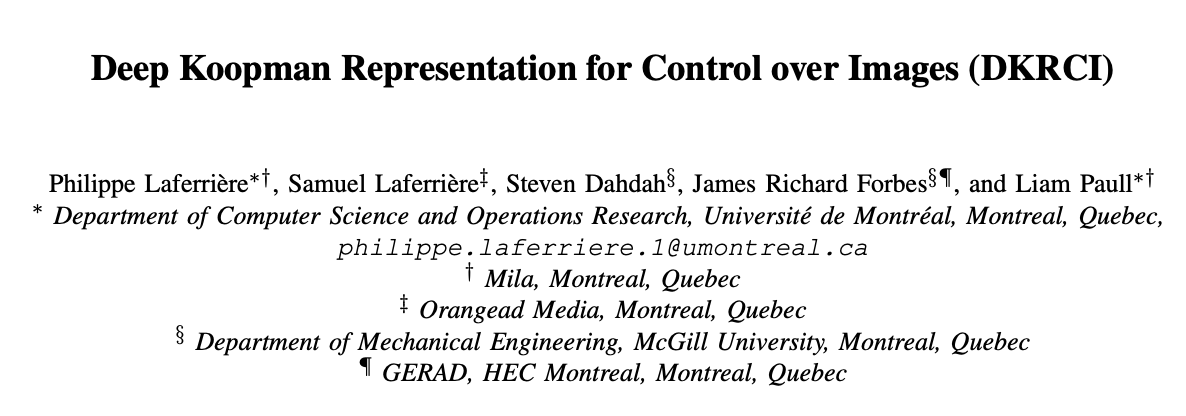 Deep Koopman Representation for Control over Images (DKRCI)
Philippe Laferrière*†, Samuel Laferrière‡, Steven Dahdah§, James Richard Forbes§¶, and Liam Paull*†
* Department of Computer Science and Operations Research, Université de Montréal, Montreal, Quebec,
philippe.laferriere.1@umontreal.ca
† Mila, Montreal, Quebec
‡ Orangead Media, Montreal, Quebec
§ Department of Mechanical Engineering, McGill University, Montreal, Quebec
¶ GERAD, HEC Montreal, Montreal, Quebec